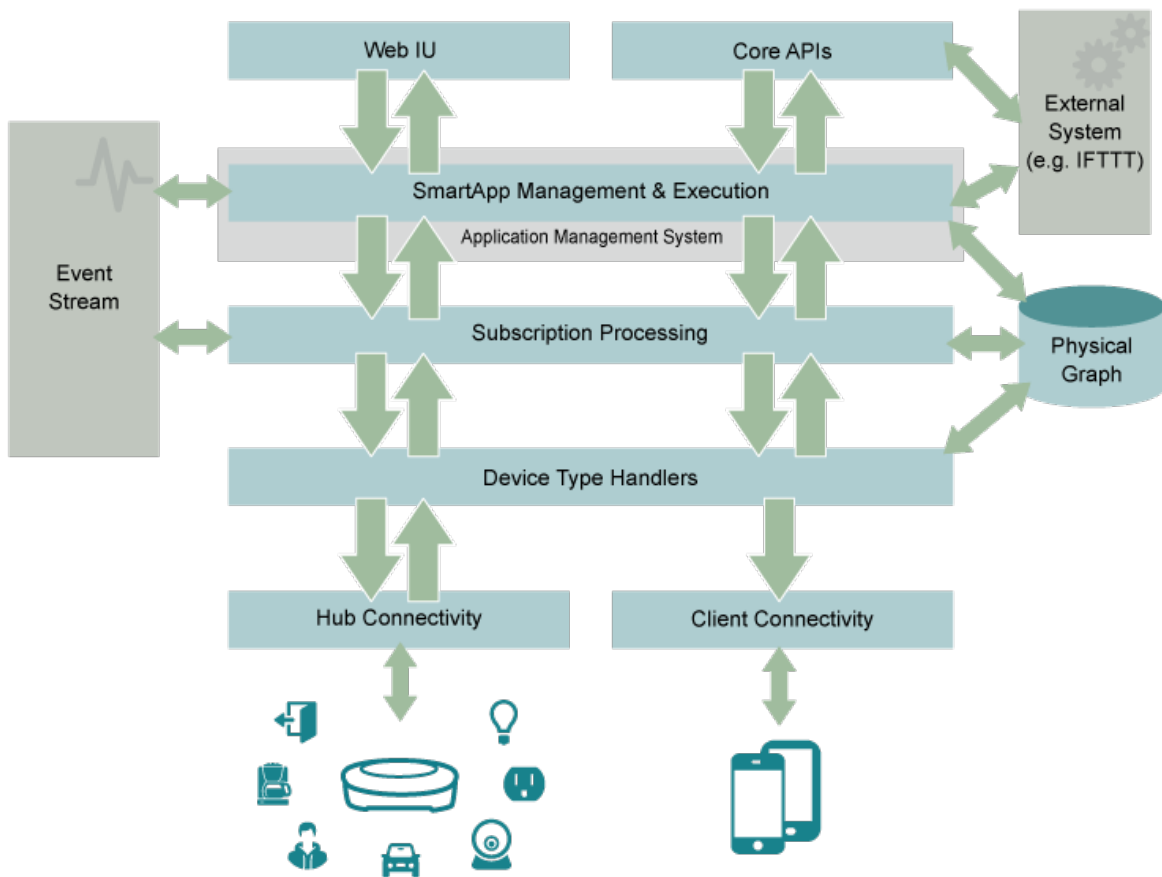 Web IU
Core APIs
External
System
(e.g. IFTTT)
SmartApp Management & Execution
Application Management System
Event
Stream
Subscription Processing
Physical
Graph
Device Type Handlers
Hub Connectivity
Client Connectivity